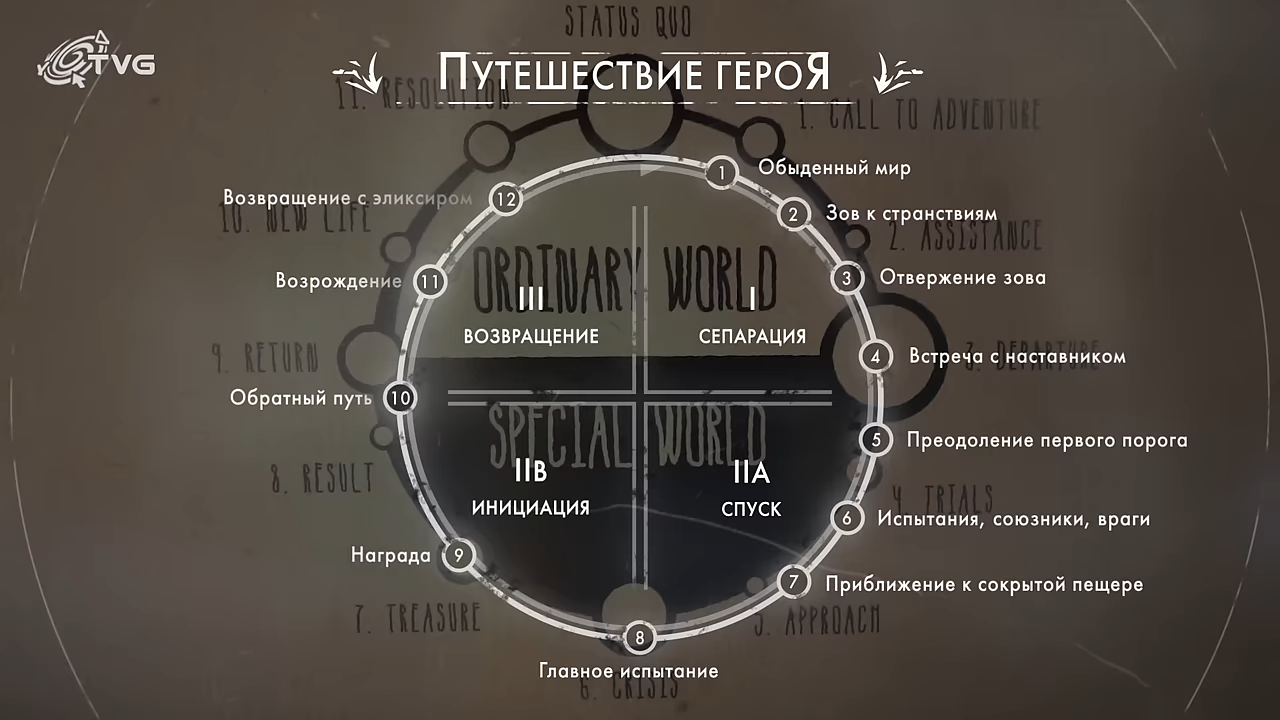 STATUS QUO
TVG
ПУТЕШЕСТВИЕ ГЕРОЯ
11. RESOLUTION
1. CALL TO ADVENTURE
1 Обыденный мир
12 Возвращение с эликсиром
2 Зов к странствиям
10. NEW LIFE
2. ASSISTANCE
11 Возрождение
3 Отвержение зова
ORDINARY WORLD
III
ВОЗВРАЩЕНИЕ
I
СЕПАРАЦИЯ
9. RETURN
4 Встреча с наставником
3. DEPARTURE
10 Обратный путь
5 Преодоление первого порога
SPECIAL WORLD
IIВ
ИНИЦИАЦИЯ
IIА
СПУСК
8. RESULT
4. TRIALS
6 Испытания, союзники, враги
9 Награда
7 Приближение к сокрытой пещере
7. TREASURE
5. APPROACH
8
Главное испытание
6. CRISIS